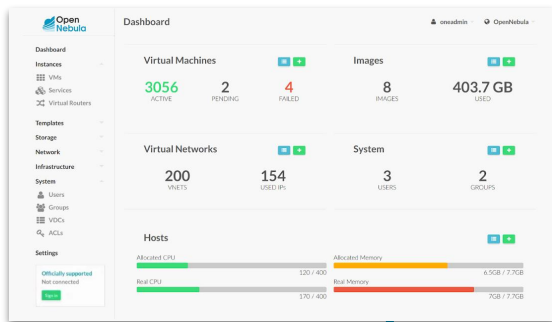 Open
Nebula
Dashboard
oneadmin
OpenNebula
Dashboard
Instances
VMs
Services
Virtual Routers
Templates
Storage
Network
Infrastructure
System
Users
Groups
VDCs
ACLs
Settings
Officially supported
Not connected
Sign in
Virtual Machines
3056
ACTIVE
2
PENDING
4
FAILED
Images
8
IMAGES
403.7 GB
USED
Virtual Networks
200
VNETS
154
USED IPs
System
3
USERS
2
GROUPS
Hosts
Allocated CPU
120 / 400
Real CPU
170 / 400
Allocated Memory
6.5GB / 7.7GB
Real Memory
7GB / 7.7GB